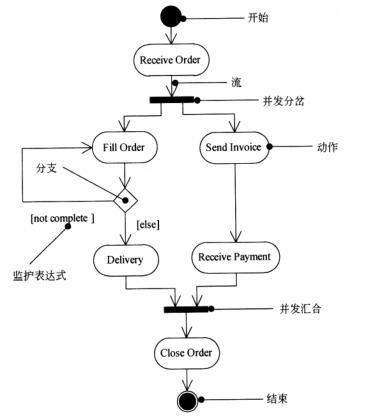 开始
Receive Order
流
并发分岔
Fill Order
Send Invoice
动作
分支
[not complete ]
[else]
监护表达式
Delivery
Receive Payment
并发汇合
Close Order
结束